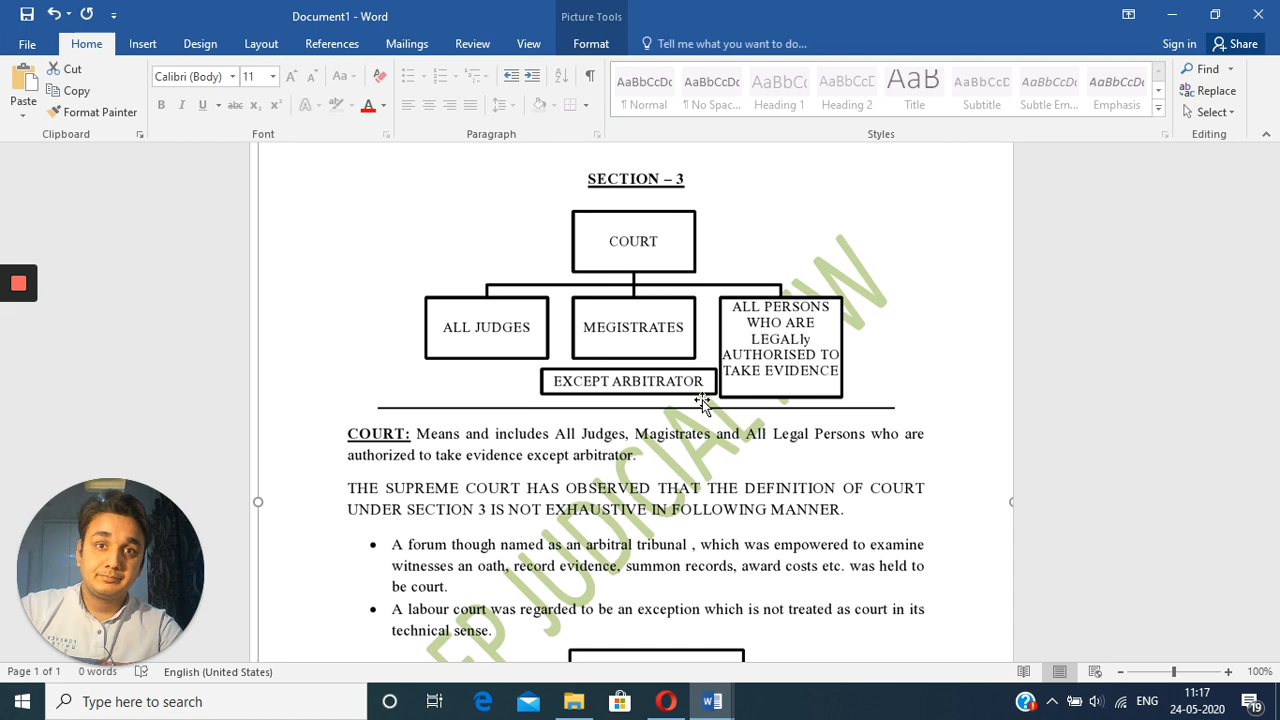 Document1 - Word
Picture Tools
File
Home
Insert
Design
Layout
References
Mailings
Review
View
Format
Tell me what you want to do...
Sign in
Share
Paste
Cut
Copy
Format Painter
Clipboard
Calibri (Body)
11
Font
Paragraph
AaBbCcDc
¶ Normal
AaBbCcDc
¶ No Spac...
AaBbCc
Heading
AaBbCcE
Heading 2
AaB
Title
AaBbCcC
Subtitle
AaBbCcDc
Subtle Em...
AaBbCcDc
Emphasis
Styles
Find
Replace
Select
Editing
SECTION – 3
COURT
ALL JUDGES
MEGISTRATES
ALL PERSONS
WHO ARE
LEGALly
AUTHORISED TO
TAKE EVIDENCE
EXCEPT ARBITRATOR
COURT: Means and includes All Judges, Magistrates and All Legal Persons who are
authorized to take evidence except arbitrator.
THE SUPREME COURT HAS OBSERVED THAT THE DEFINITION OF COURT
UNDER SECTION 3 IS NOT EXHAUSTIVE IN FOLLOWING MANNER.
• A forum though named as an arbitral tribunal , which was empowered to examine
witnesses an oath, record evidence, summon records, award costs etc. was held to
be court.
• A labour court was regarded to be an exception which is not treated as court in its
technical sense.
EP JUDICIAL VIEW
Page 1 of 1
0 words
English (United States)
100%
Type here to search
ENG
11:17
24-05-2020
19